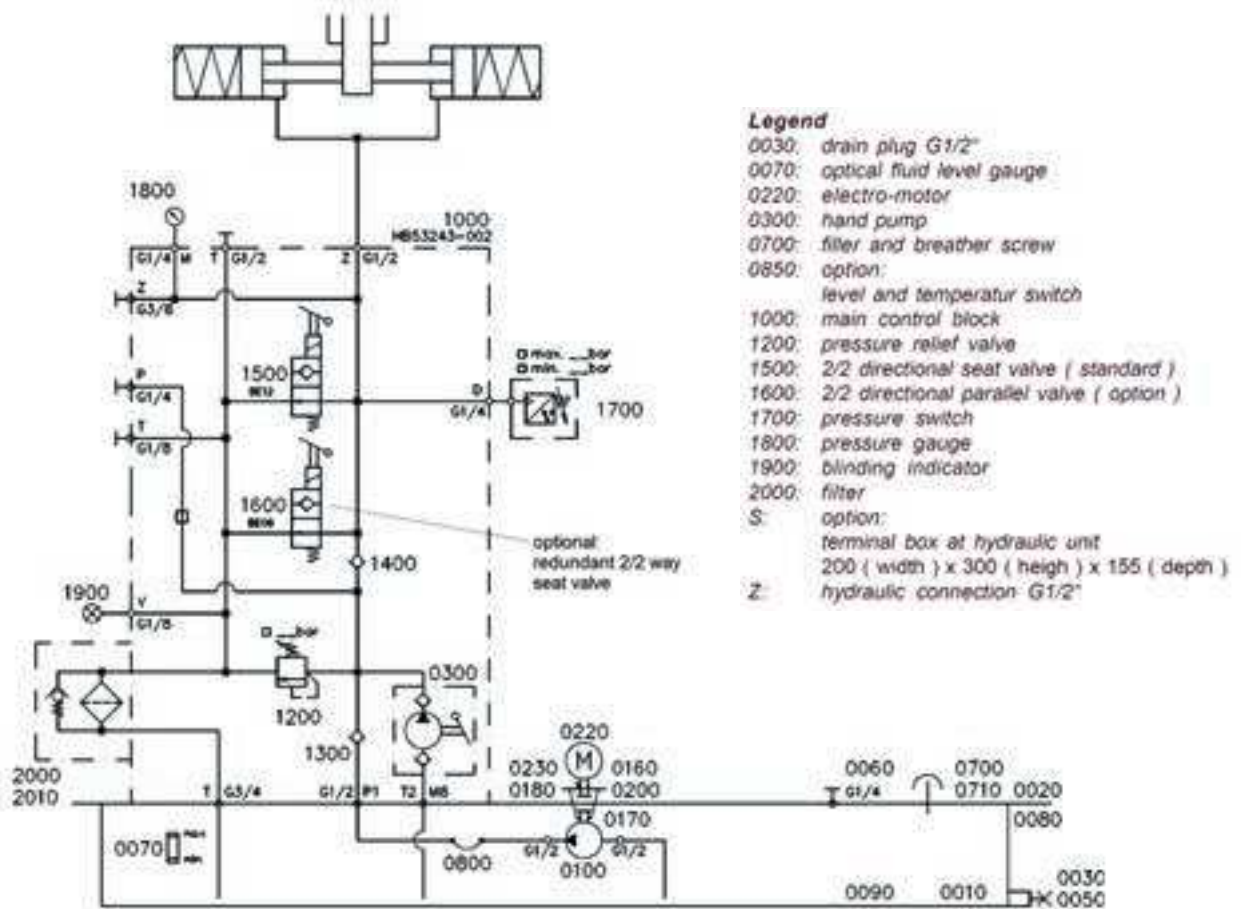 1800
1000
HB53243-002
G1/4 M T G1/2 Z G1/2
Z
G3/8
P
G1/4
T
G1/8
1500
1600
max. __bar
min. __bar
D
G1/4
1700
optional
redundant 2/2 way
seat valve
1400
1900
V
G1/8
__bar
1200
0300
1300
2000
2010
T G3/4 G1/2 P1 T2 M8
0220
M
0230 0160
0180 0200
0170
G1/2 G1/2
0100
0800
0070
max
min
0060 0700
G1/4 0710 0020
0080
0090 0010
0030
0050
Legend
0030: drain plug G1/2"
0070: optical fluid level gauge
0220: electro-motor
0300: hand pump
0700: filler and breather screw
0850: option:
level and temperatur switch
1000: main control block
1200: pressure relief valve
1500: 2/2 directional seat valve ( standard )
1600: 2/2 directional parallel valve ( option )
1700: pressure switch
1800: pressure gauge
1900: blinding indicator
2000: filter
S: option:
terminal box at hydraulic unit
200 ( width ) x 300 ( heigh ) x 155 ( depth )
Z: hydraulic connection G1/2"